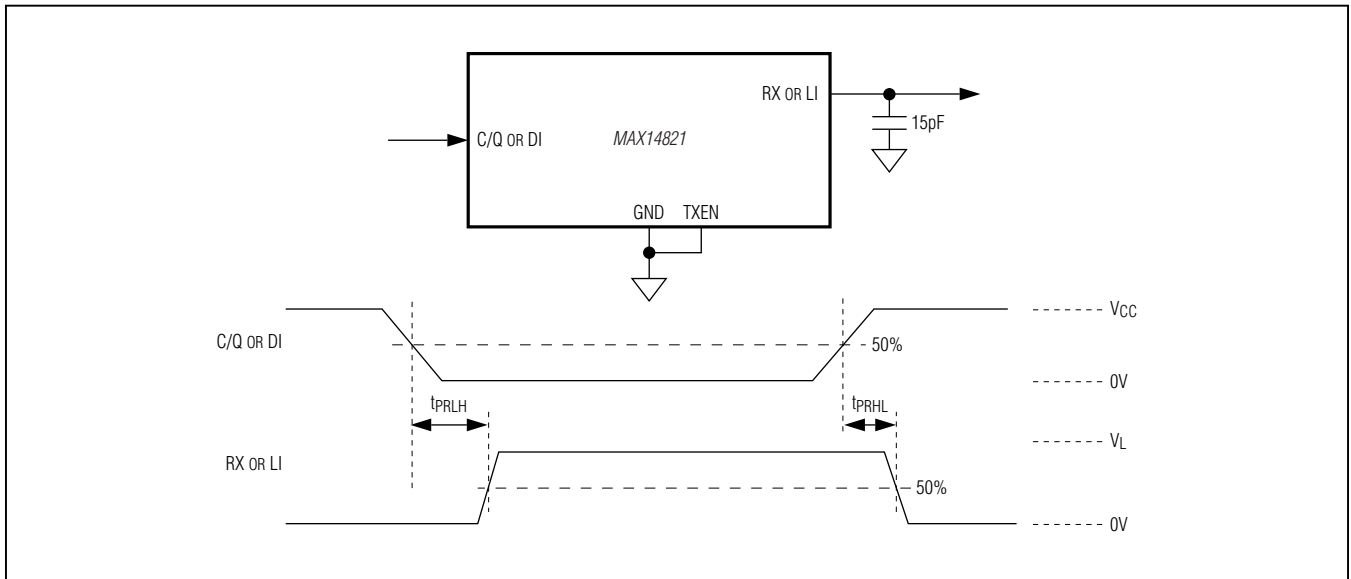 RX OR LI
C/Q OR DI
MAX14821
15pF
GND TXEN
VCC
C/Q OR DI
50%
0V
tPRLH
tPRHL
VL
RX OR LI
50%
0V